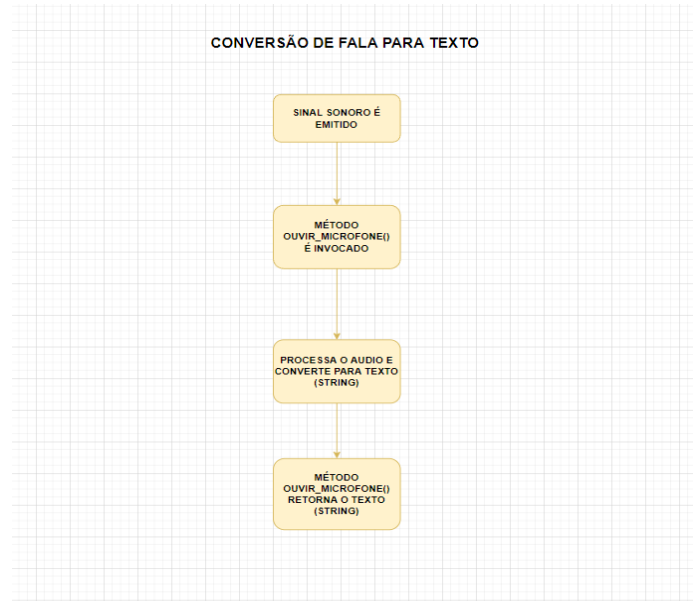 CONVERSÃO DE FALA PARA TEXTO
SINAL SONORO É
EMITIDO
MÉTODO
OUVIR_MICROFONE()
É INVOCADO
PROCESSA O AUDIO E
CONVERTE PARA TEXTO
(STRING)
MÉTODO
OUVIR_MICROFONE()
RETORNA O TEXTO
(STRING)